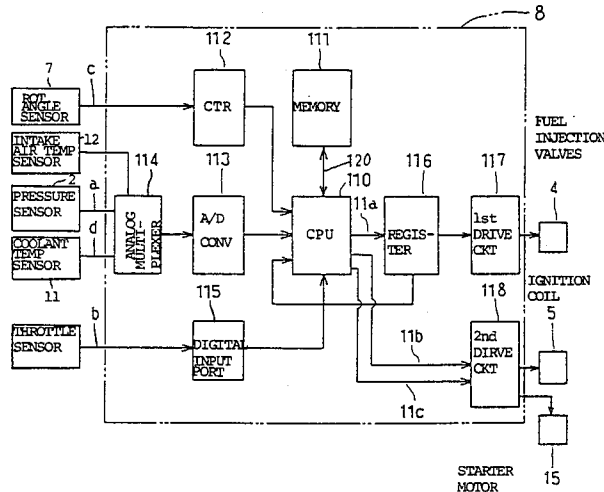 8
112
111
7
c
ROT
ANGLE
SENSOR
CTR
MEMORY
INTAKE
AIR TEMP
SENSOR
12
114
113
120
110
116
117
FUEL
INJECTION
VALVES
2
a
PRESSURE
SENSOR
ANALOG
MULTI-
PLEXER
A/D
CONV
CPU
11a
REGIS-
TER
1st
DRIVE
CKT
4
d
COOLANT
TEMP
SENSOR
11
115
IGNITION
COIL
118
b
THROTTLE
SENSOR
DIGITAL
INPUT
PORT
11b
11c
2nd
DIRVE
CKT
5
STARTER
MOTOR
15